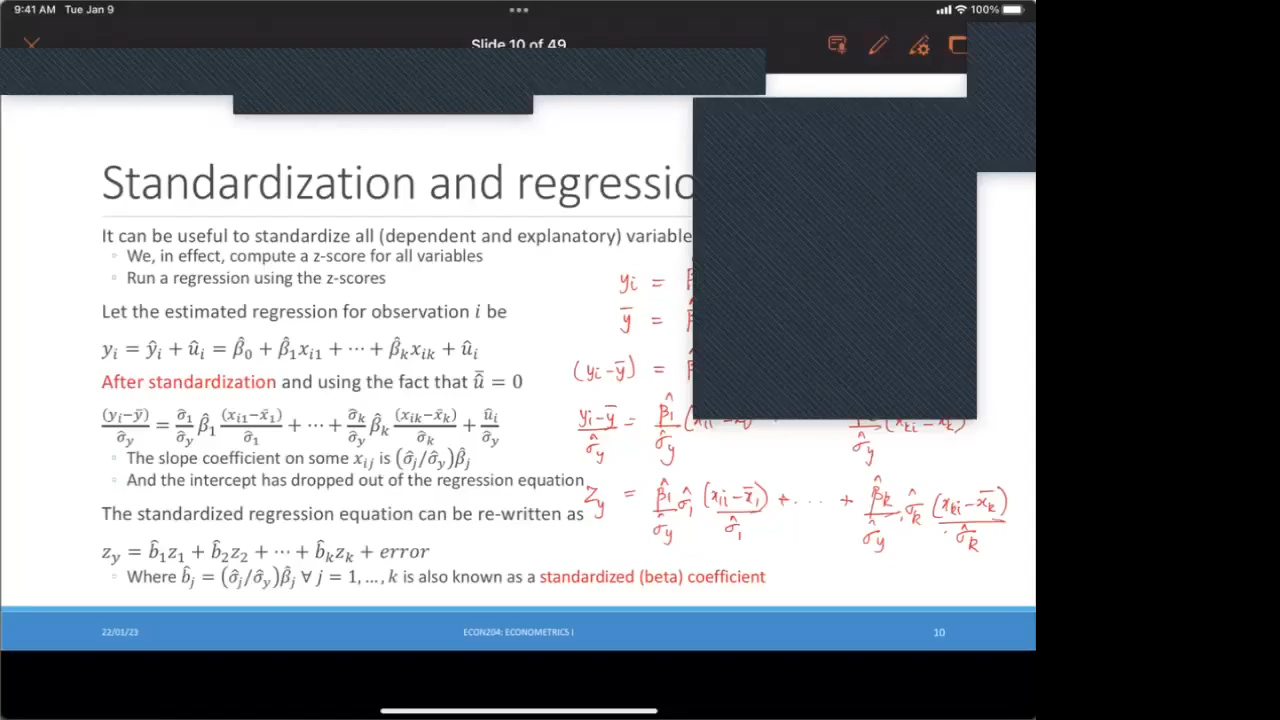 9:41 AM Tue Jan 9
100%
Slide 10 of 49
Standardization and
It can be useful to standardize all (dependent and explanatory)
We, in effect, compute a z-score for all variables
Run a regression using the z-scores
Let the estimated regression for observation i be
yᵢ = ŷᵢ + ûᵢ = β̂₀ + β̂₁xᵢ₁ + ⋯ + β̂ₖxᵢₖ + ûᵢ
After standardization and using the fact that û̄ = 0
(yᵢ−ȳ)/σ̂ᵧ = σ̂₁/σ̂ᵧ β̂₁ (xᵢ₁−x̄₁)/σ̂₁ + ⋯ + σ̂ₖ/σ̂ᵧ β̂ₖ (xᵢₖ−x̄ₖ)/σ̂ₖ + ûᵢ/σ̂ᵧ
The slope coefficient on some xᵢⱼ is (σ̂ⱼ/σ̂ᵧ)β̂ⱼ
And the intercept has dropped out of the regression equation
The standardized regression equation can be re-written as
zᵧ = b̂₁z₁ + b̂₂z₂ + ⋯ + b̂ₖzₖ + error
Where b̂ⱼ = (σ̂ⱼ/σ̂ᵧ)β̂ⱼ ∀ j = 1, …, k is also known as a standardized (beta) coefficient
yᵢ =
ȳ =
(yᵢ−ȳ) =
(yᵢ−ȳ)/σ̂ᵧ = β̂₁/σ̂ᵧ
zᵧ = β̂₁/σ̂ᵧ . σ̂₁ (x₁ᵢ−x̄₁)/σ̂₁ + ... + β̂ₖ/σ̂ᵧ . σ̂ₖ (xₖᵢ−x̄ₖ)/σ̂ₖ
22/01/23
ECON204: ECONOMETRICS I
10